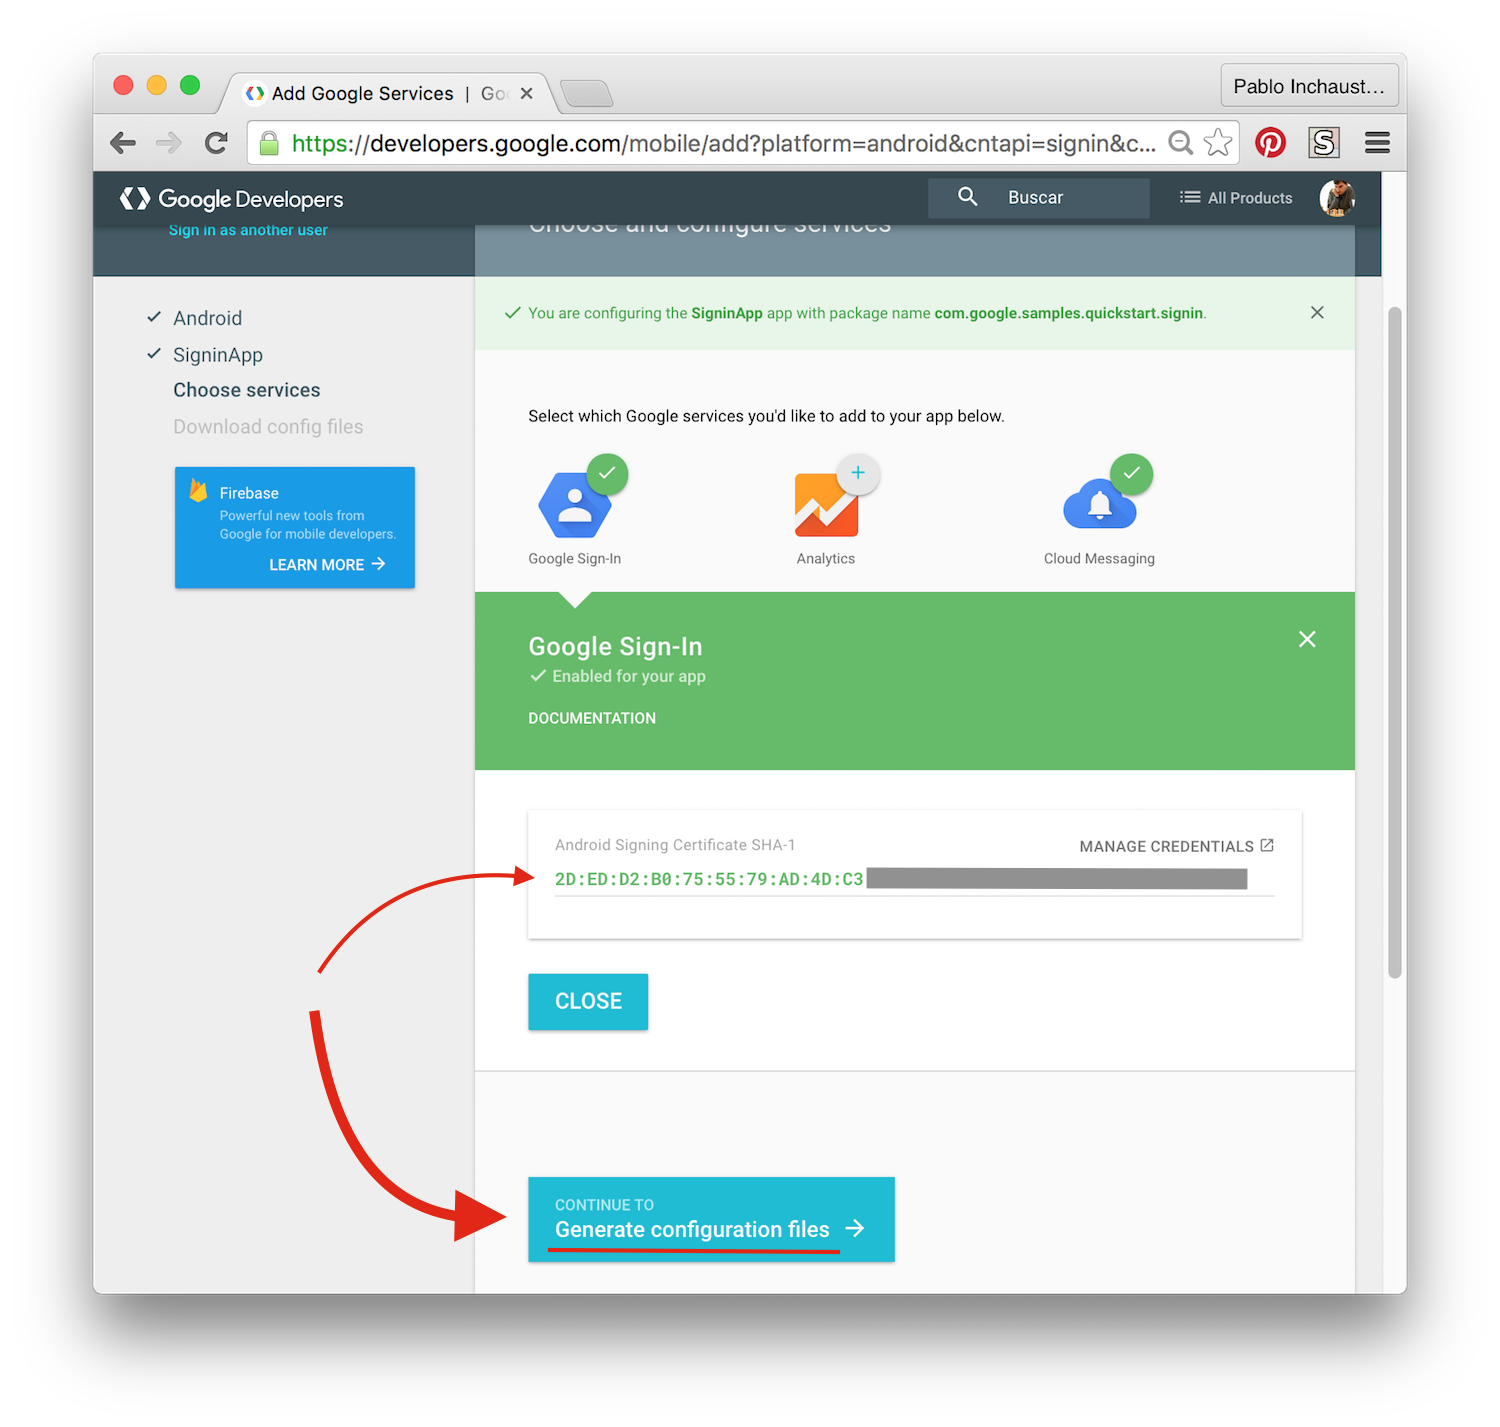 Add Google Services | Goo
Pablo Inchaust...
https://developers.google.com/mobile/add?platform=android&cntapi=signin&c...
Google Developers
Buscar
All Products
Sign in as another user
Choose and configure services
You are configuring the SigninApp app with package name com.google.samples.quickstart.signin.
Android
SigninApp
Choose services
Download config files
Firebase
Powerful new tools from
Google for mobile developers.
LEARN MORE
Select which Google services you'd like to add to your app below.
Google Sign-In
Analytics
Cloud Messaging
Google Sign-In
Enabled for your app
DOCUMENTATION
Android Signing Certificate SHA-1
MANAGE CREDENTIALS
2D:ED:D2:B0:75:55:79:AD:4D:C3
CLOSE
CONTINUE TO
Generate configuration files